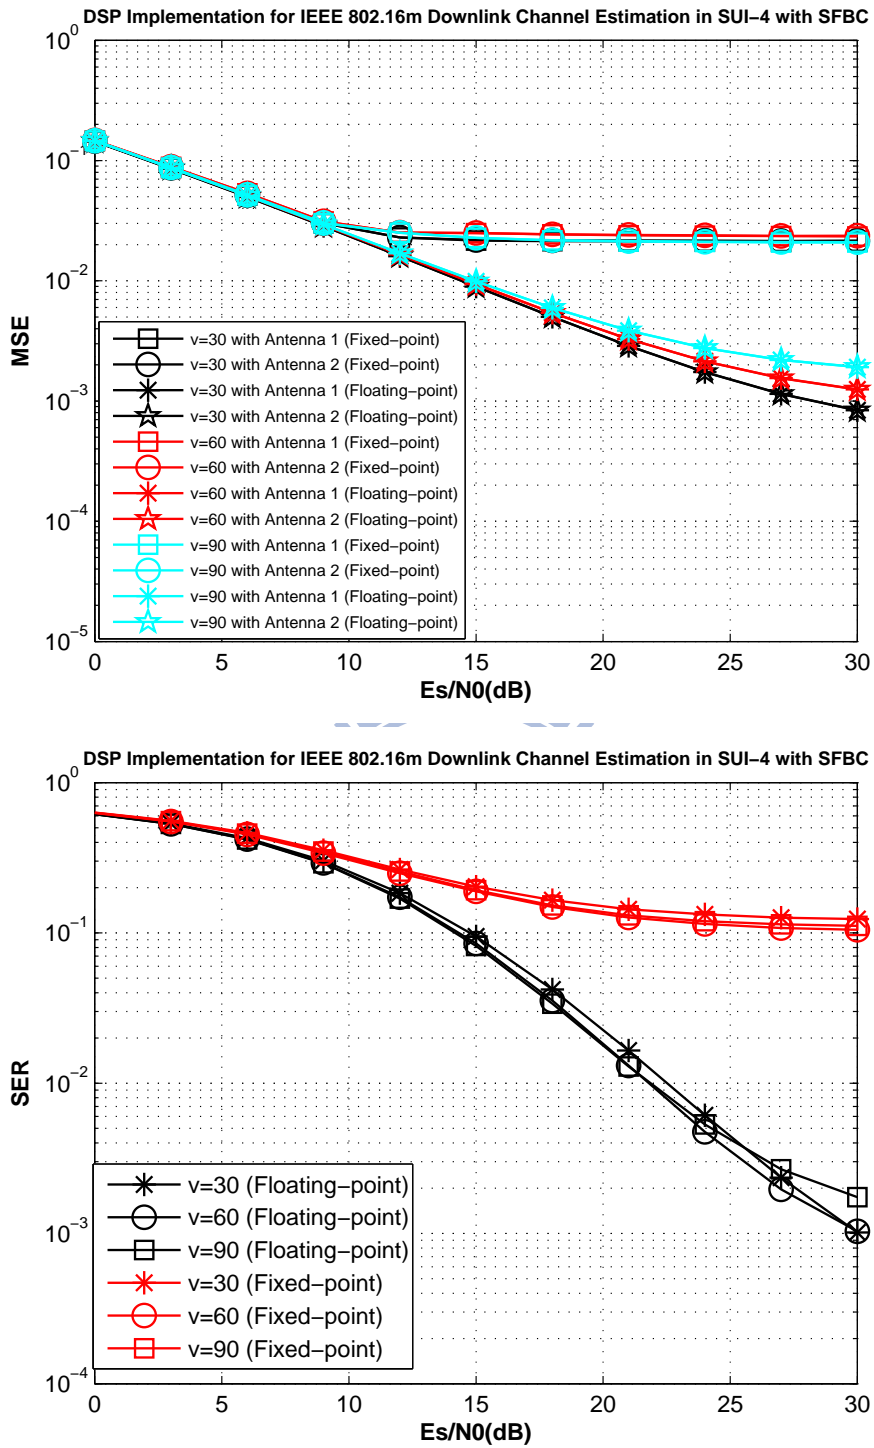 DSP Implementation for IEEE 802.16m Downlink Channel Estimation in SUI−4 with SFBC
10^0
10^−1
10^−2
10^−3
10^−4
10^−5
MSE
v=30 with Antenna 1 (Fixed−point)
v=30 with Antenna 2 (Fixed−point)
v=30 with Antenna 1 (Floating−point)
v=30 with Antenna 2 (Floating−point)
v=60 with Antenna 1 (Fixed−point)
v=60 with Antenna 2 (Fixed−point)
v=60 with Antenna 1 (Floating−point)
v=60 with Antenna 2 (Floating−point)
v=90 with Antenna 1 (Fixed−point)
v=90 with Antenna 2 (Fixed−point)
v=90 with Antenna 1 (Floating−point)
v=90 with Antenna 2 (Floating−point)
0 5 10 15 20 25 30
Es/N0(dB)
DSP Implementation for IEEE 802.16m Downlink Channel Estimation in SUI−4 with SFBC
10^0
10^−1
10^−2
10^−3
10^−4
SER
v=30 (Floating−point)
v=60 (Floating−point)
v=90 (Floating−point)
v=30 (Fixed−point)
v=60 (Fixed−point)
v=90 (Fixed−point)
0 5 10 15 20 25 30
Es/N0(dB)